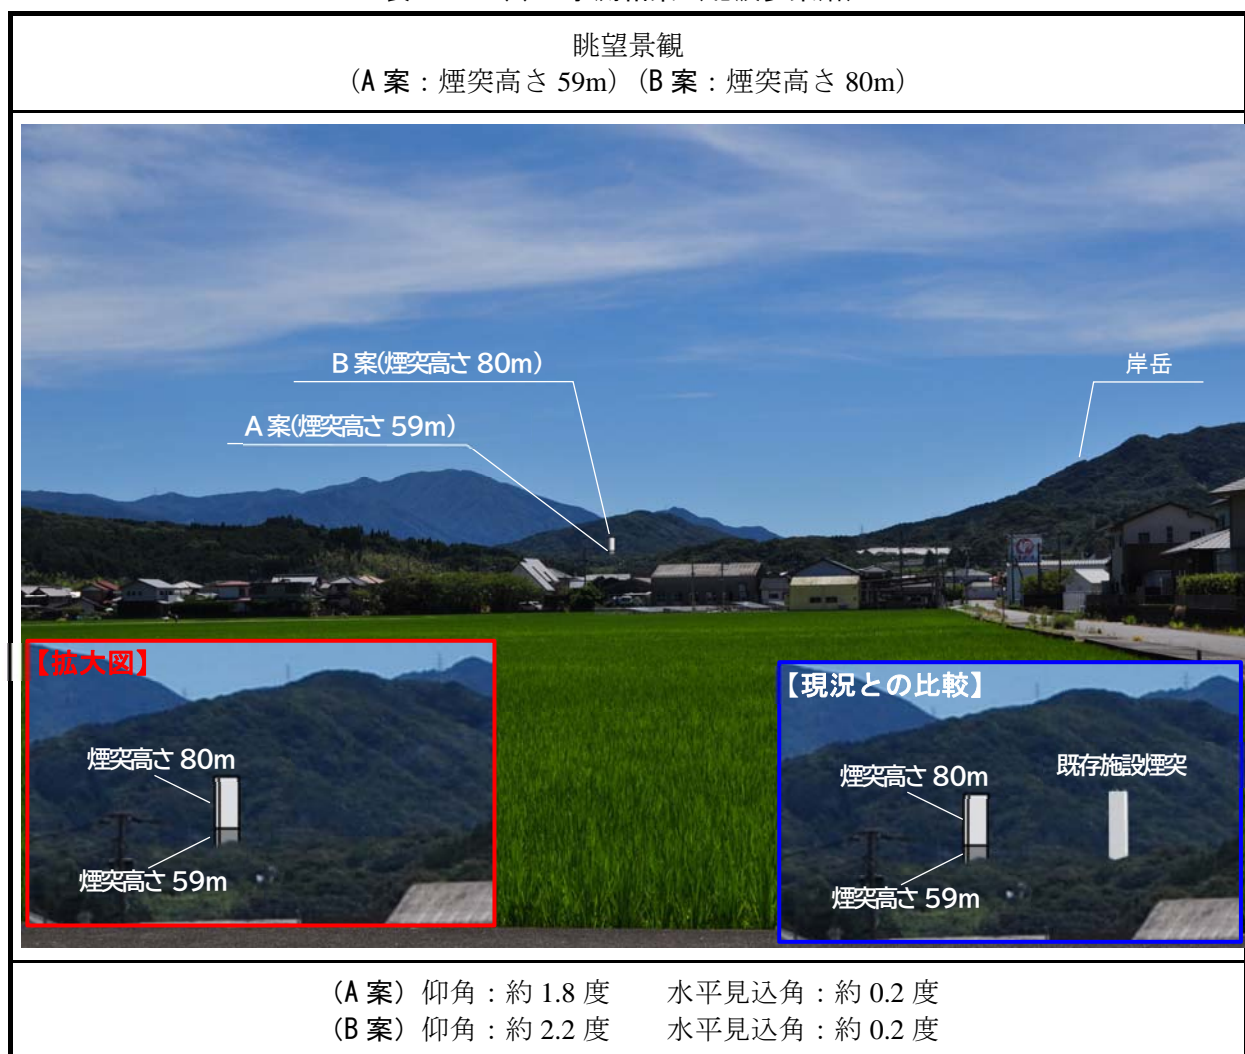 眺望景観
（A 案：煙突高さ 59m）（B 案：煙突高さ 80m）
B 案(煙突高さ 80m)
岸岳
A 案(煙突高さ 59m)
【拡大図】
煙突高さ 80m
煙突高さ 59m
【現況との比較】
既存施設煙突
煙突高さ 80m
煙突高さ 59m
（A 案）仰角：約 1.8 度　水平見込角：約 0.2 度
（B 案）仰角：約 2.2 度　水平見込角：約 0.2 度